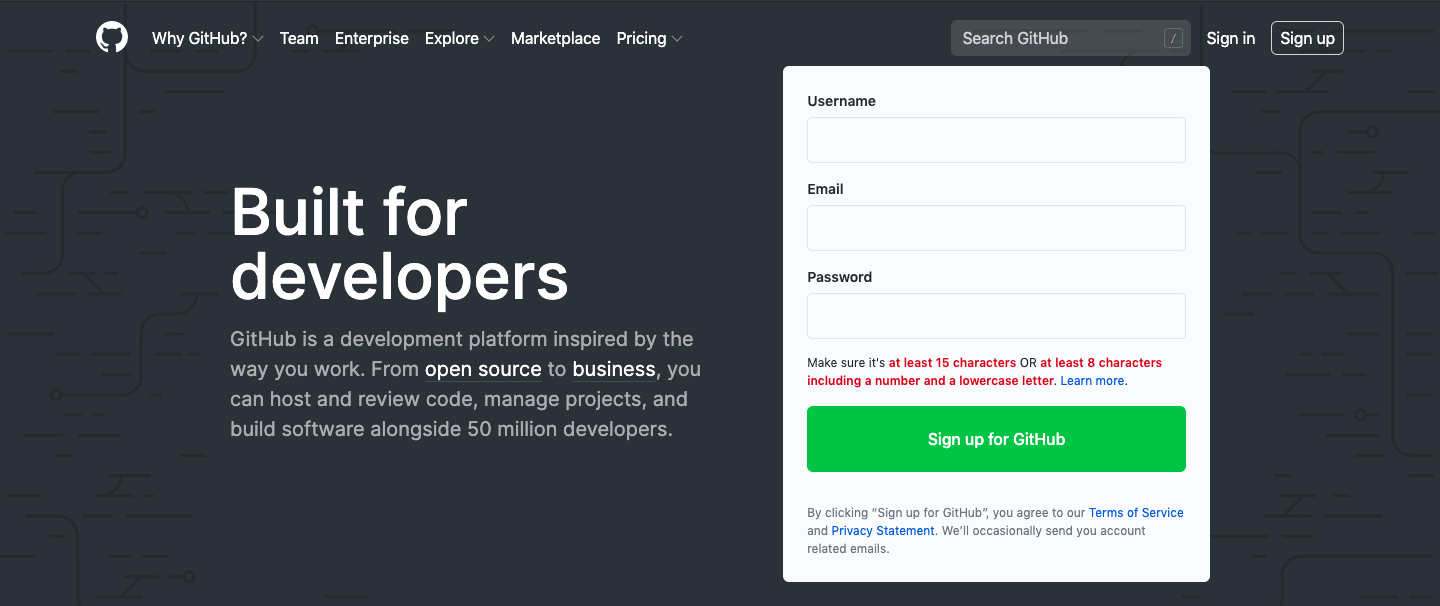 Why GitHub? Team Enterprise Explore Marketplace Pricing Search GitHub / Sign in Sign up
Built for
developers
GitHub is a development platform inspired by the
way you work. From open source to business, you
can host and review code, manage projects, and
build software alongside 50 million developers.
Username
Email
Password
Make sure it's at least 15 characters OR at least 8 characters
including a number and a lowercase letter. Learn more.
Sign up for GitHub
By clicking “Sign up for GitHub”, you agree to our Terms of Service
and Privacy Statement. We’ll occasionally send you account
related emails.